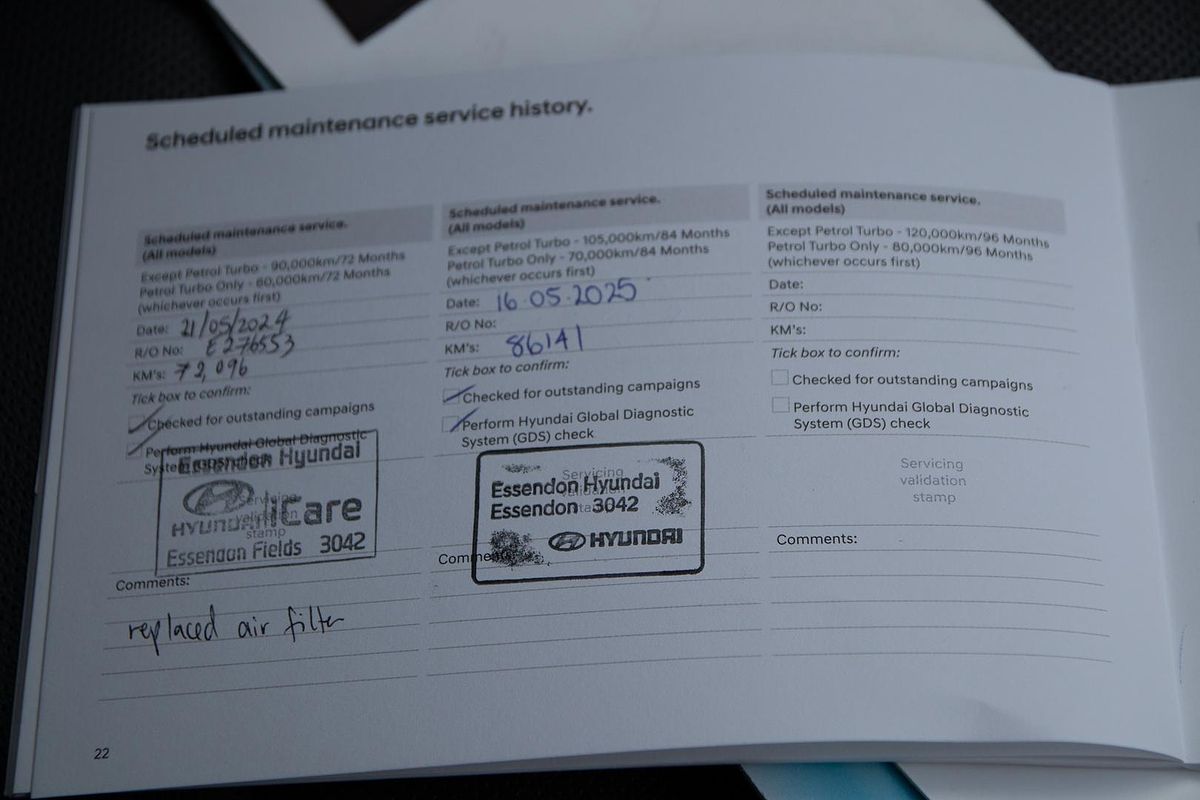 Scheduled maintenance service history.
Scheduled maintenance service.
(All models)
Except Petrol Turbo - 90,000km/72 Months
Petrol Turbo Only - 60,000km/72 Months
(whichever occurs first)
Date: 21/05/2024
R/O No: E276553
KM's: 72,096
Tick box to confirm:
Checked for outstanding campaigns
Perform Hyundai Global Diagnostic
System (GDS) check
Essendon Hyundai
HYUNDAI iCare
Servicing
validation
stamp
Essendon Fields 3042
Comments:
replaced air filter
Scheduled maintenance service.
(All models)
Except Petrol Turbo - 105,000km/84 Months
Petrol Turbo Only - 70,000km/84 Months
(whichever occurs first)
Date: 16.05.2025
R/O No:
KM's: 86141
Tick box to confirm:
Checked for outstanding campaigns
Perform Hyundai Global Diagnostic
System (GDS) check
Servicing
Essendon Hyundai
Essendon 3042
HYUNDAI
Comments:
Scheduled maintenance service.
(All models)
Except Petrol Turbo - 120,000km/96 Months
Petrol Turbo Only - 80,000km/96 Months
(whichever occurs first)
Date:
R/O No:
KM's:
Tick box to confirm:
Checked for outstanding campaigns
Perform Hyundai Global Diagnostic
System (GDS) check
Servicing
validation
stamp
Comments:
22